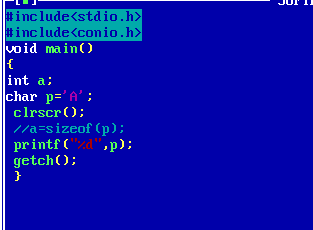 #include<stdio.h>
#include<conio.h>
void main()
{
int a;
char p='A';
clrscr();
//a=sizeof(p);
printf("%d",p);
getch();
}